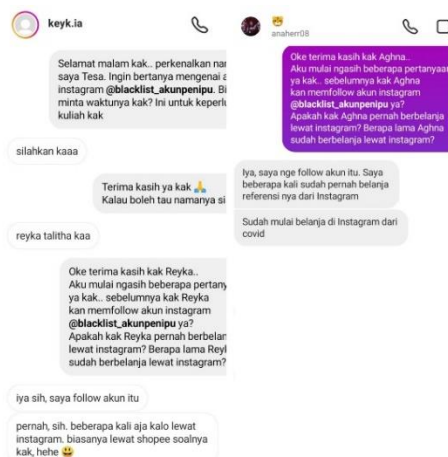 keyk.ia
Selamat malam kak.. perkenalkan
saya Tesa. Ingin bertanya mengenai
instagram @blacklist_akunpenipu.
minta waktunya kak? Ini untuk
kuliah kak
silahkan kaaa
Terima kasih ya kak 🙏
Kalau boleh tau namanya
reyka talitha kaa
Oke terima kasih kak Reyka..
Aku mulai ngasih beberapa
ya kak.. sebelumnya kak Reyka
kan memfollow akun instagram
@blacklist_akunpenipu ya?
Apakah kak Reyka pernah
lewat instagram? Berapa lama
sudah berbelanja lewat instagram?
iya sih, saya follow akun itu
pernah, sih. beberapa kali aja kalo lewat
instagram. biasanya lewat shopee soalnya
kak, hehe 😃
anaherr08
Oke terima kasih kak Aghna..
Aku mulai ngasih beberapa pertanyaan
ya kak.. sebelumnya kak Aghna
kan memfollow akun instagram
@blacklist_akunpenipu ya?
Apakah kak Aghna pernah berbelanja
lewat instagram? Berapa lama Aghna
sudah berbelanja lewat instagram?
Iya, saya nge follow akun itu. Saya
beberapa kali sudah pernah belanja
referensi nya dari Instagram
Sudah mulai belanja di Instagram dari
covid